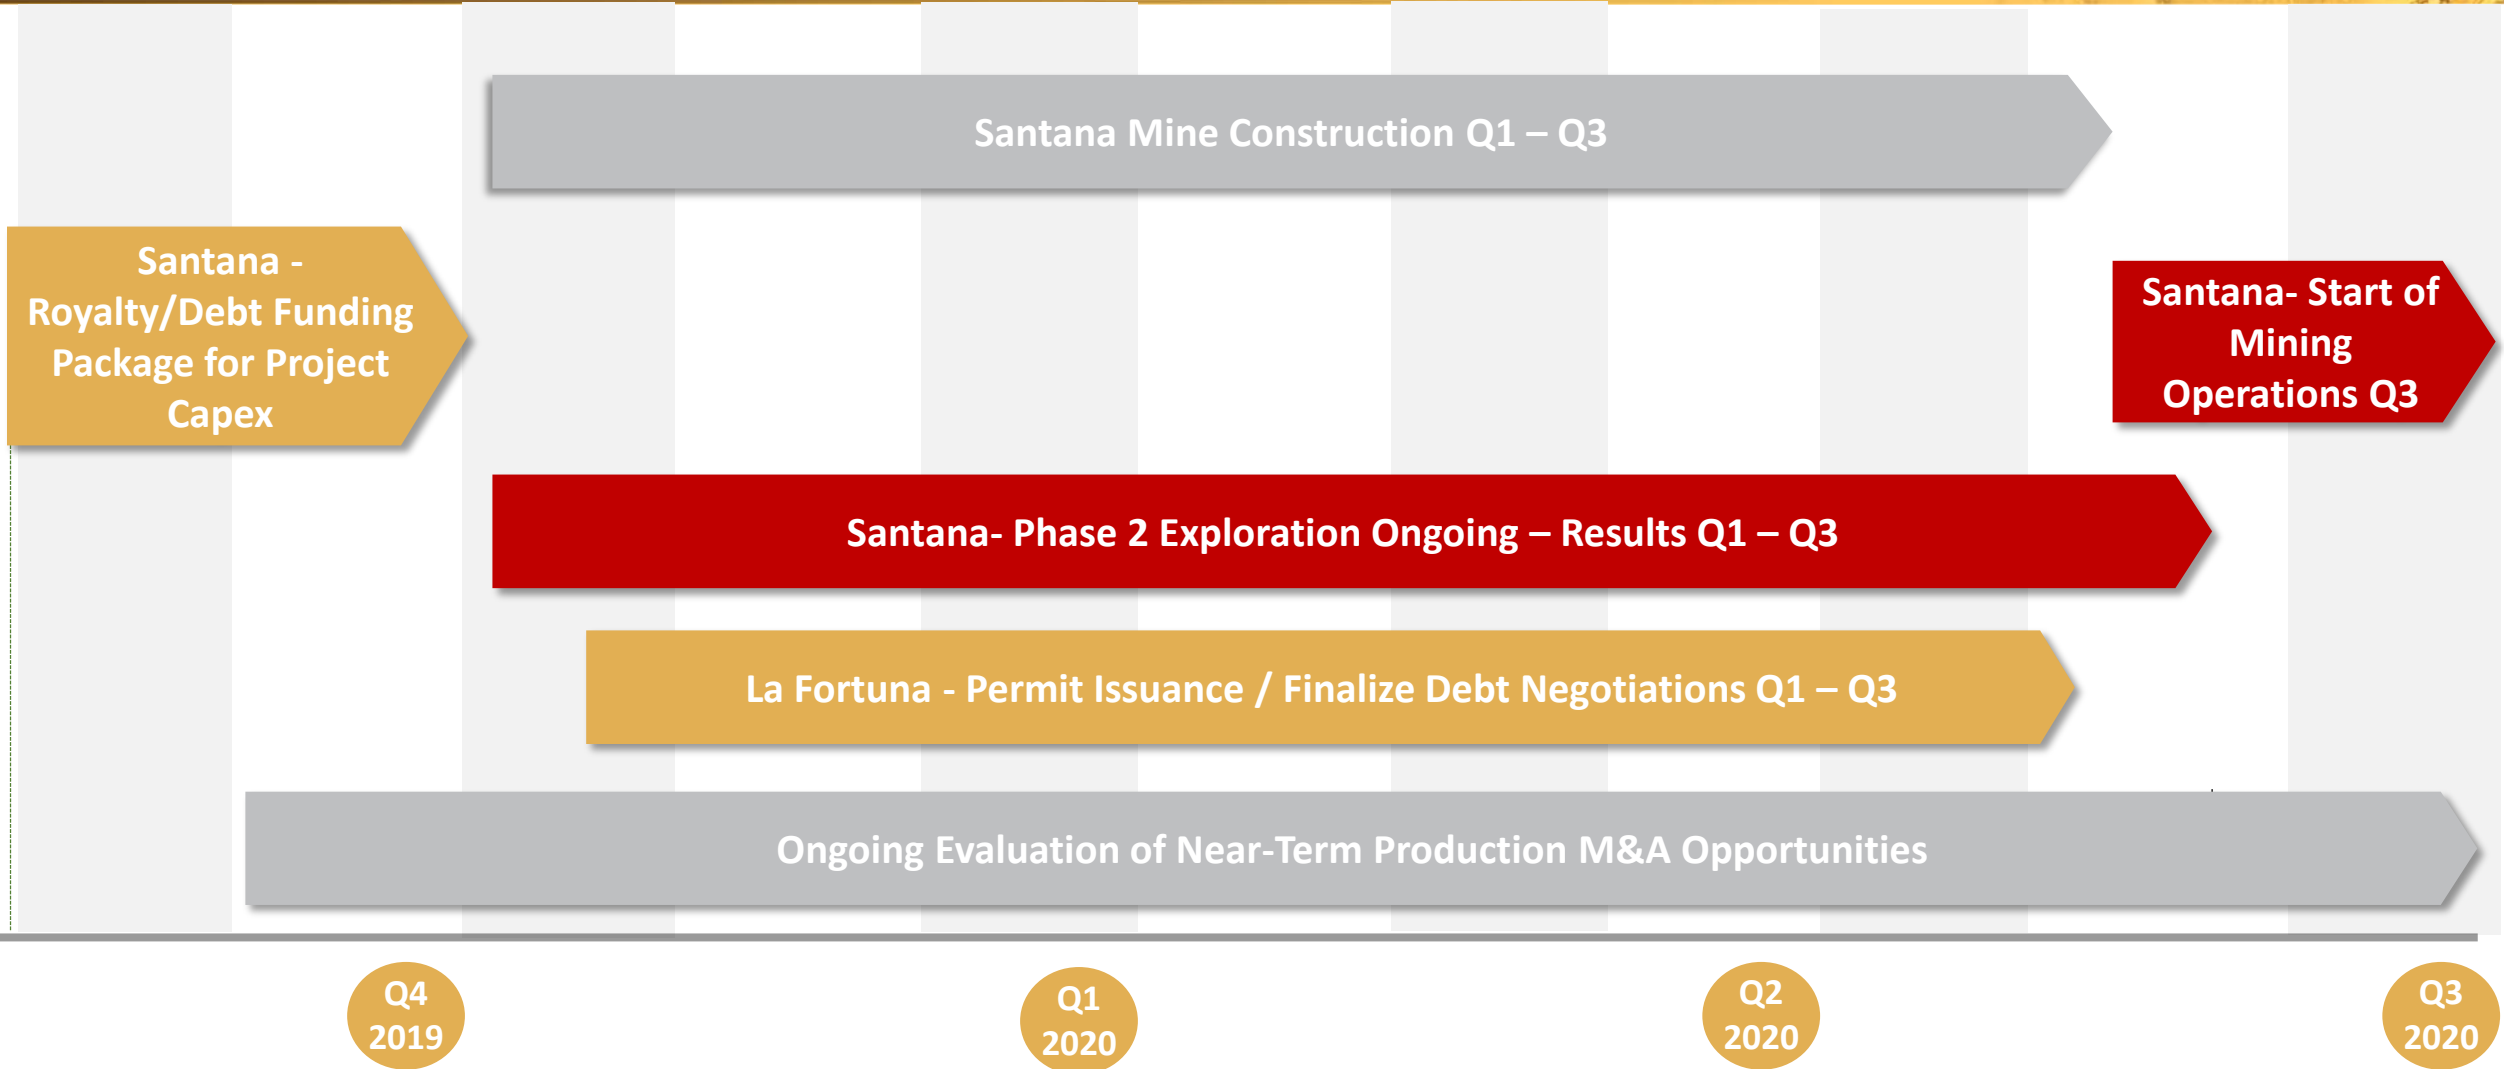 Santana Mine Construction Q1 – Q3
Santana -
Royalty/Debt Funding
Package for Project
Capex
Santana- Start of
Mining
Operations Q3
Santana- Phase 2 Exploration Ongoing – Results Q1 – Q3
La Fortuna - Permit Issuance / Finalize Debt Negotiations Q1 – Q3
Ongoing Evaluation of Near-Term Production M&A Opportunities
Q4
2019
Q1
2020
Q2
2020
Q3
2020